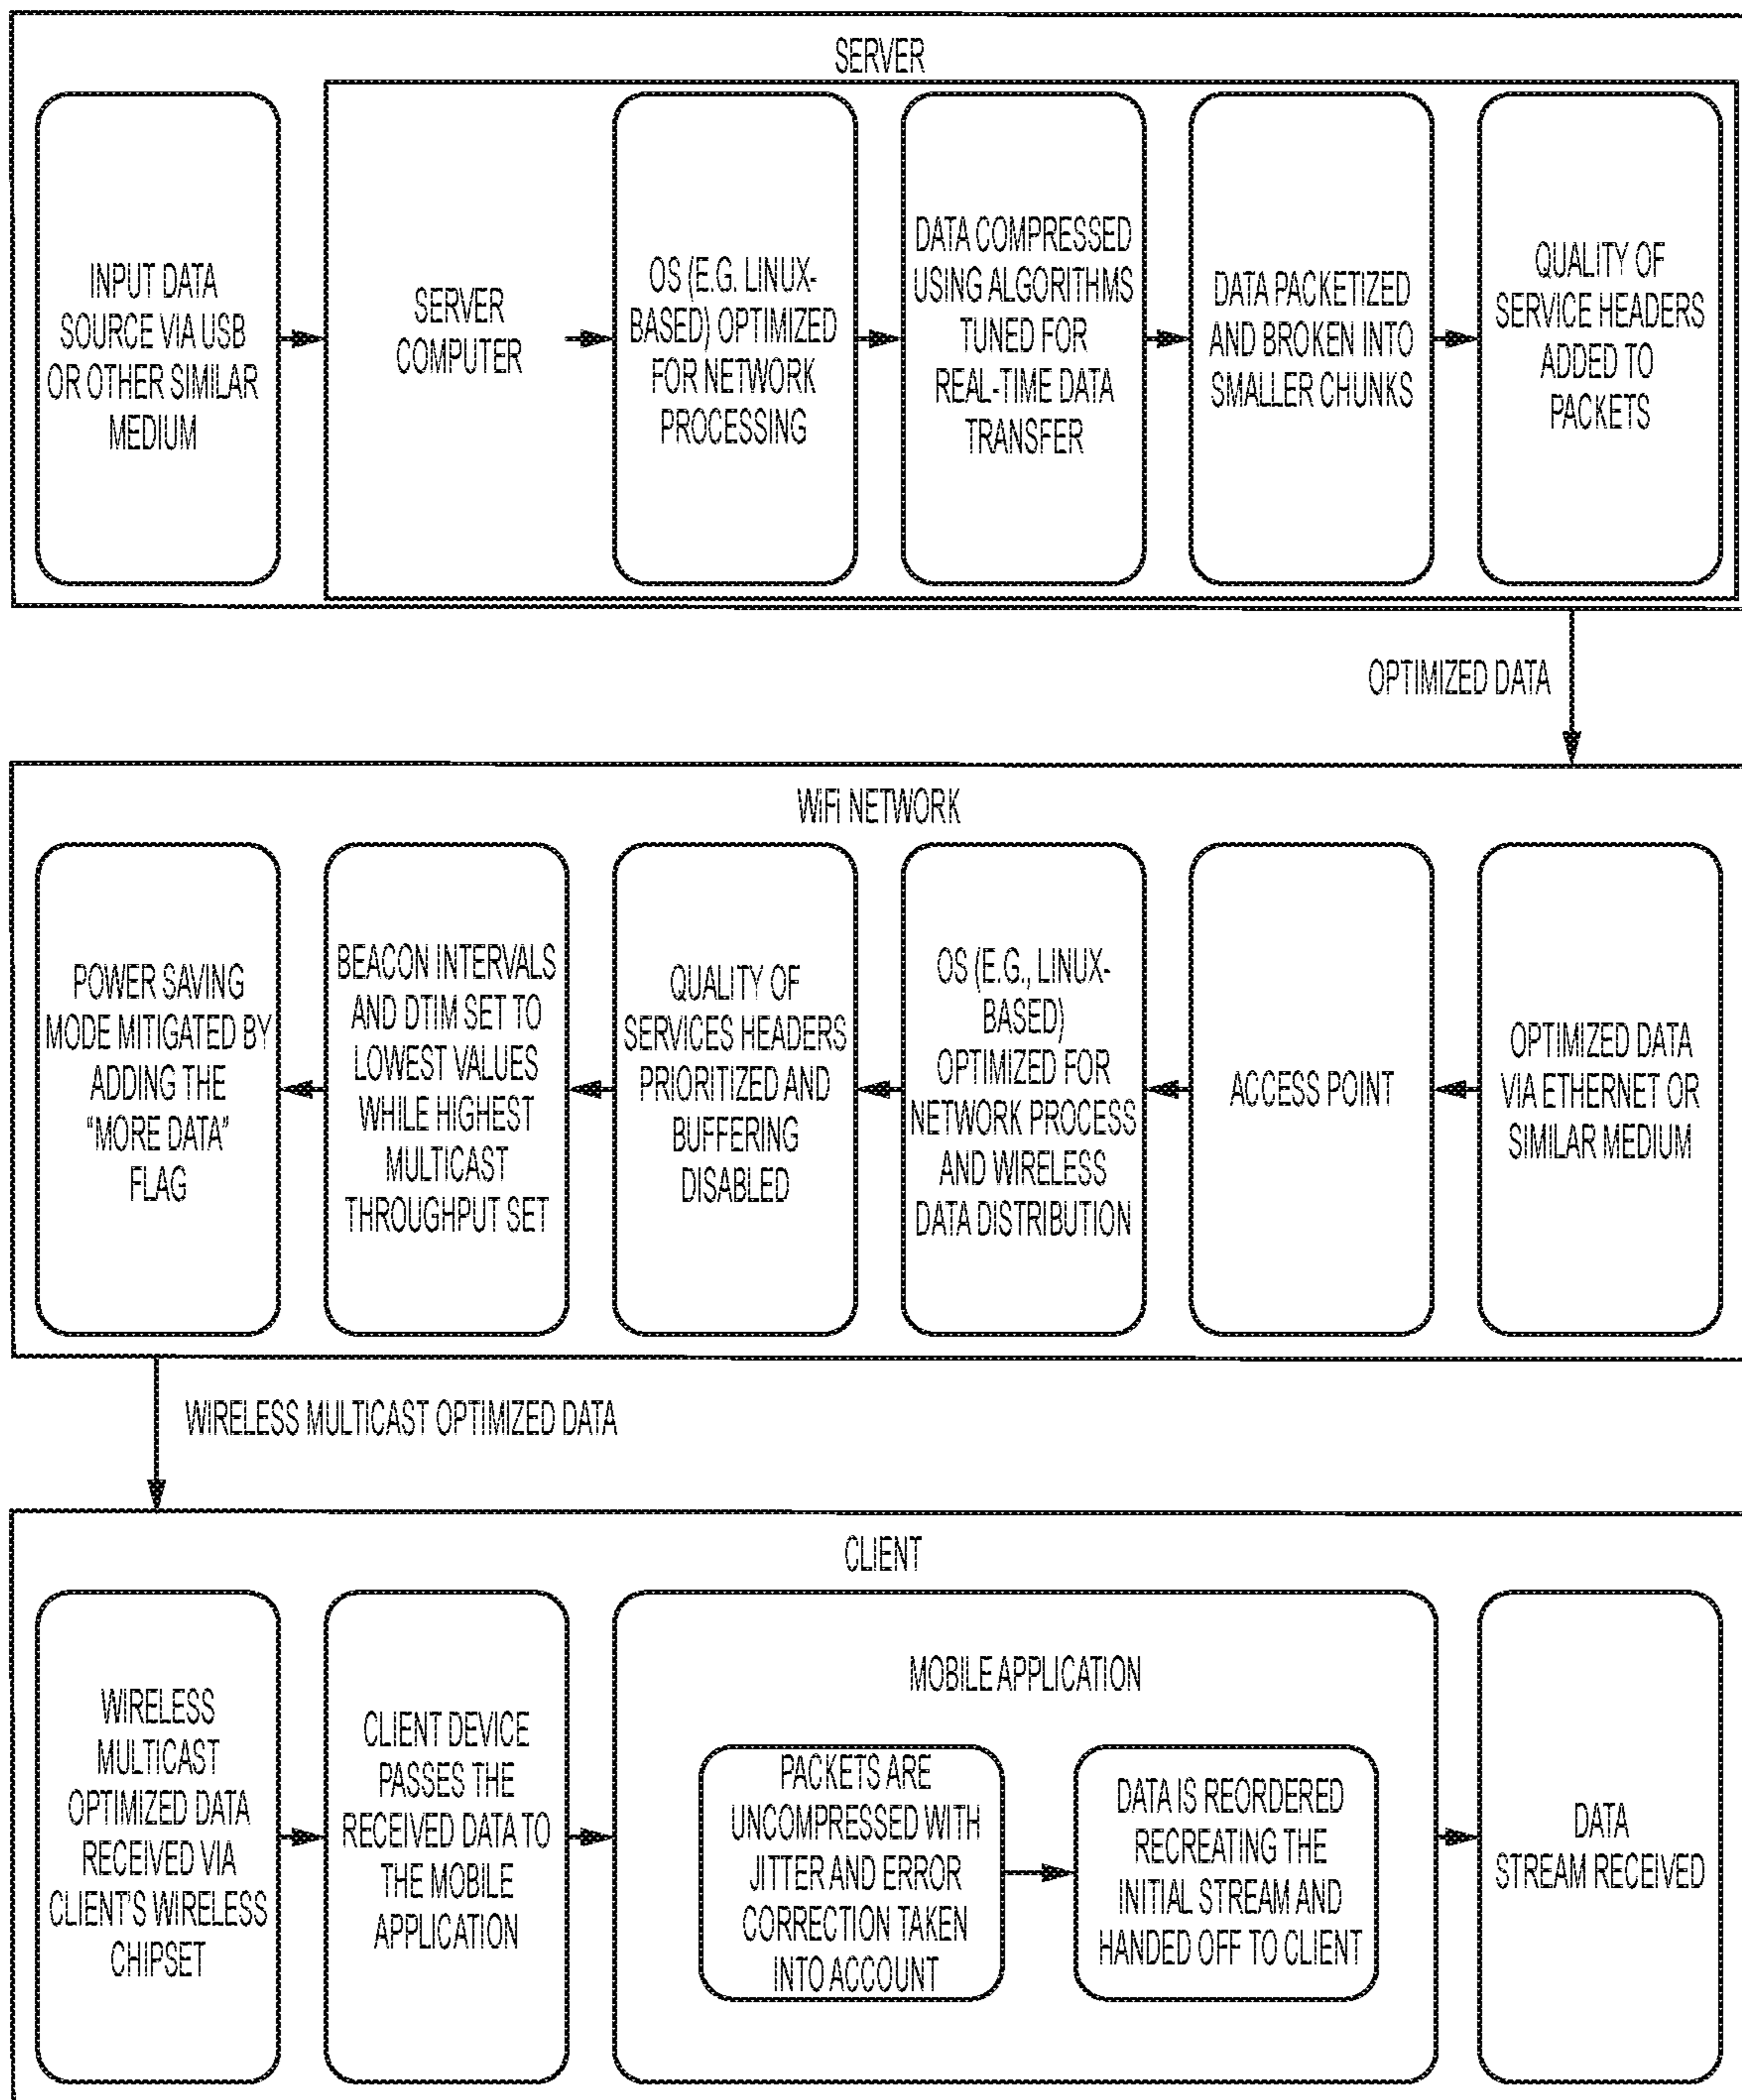 SERVER
INPUT DATA
SOURCE VIA USB
OR OTHER SIMILAR
MEDIUM
SERVER
COMPUTER
OS (E.G. LINUX-
BASED) OPTIMIZED
FOR NETWORK
PROCESSING
DATA COMPRESSED
USING ALGORITHMS
TUNED FOR
REAL-TIME DATA
TRANSFER
DATA PACKETIZED
AND BROKEN INTO
SMALLER CHUNKS
QUALITY OF
SERVICE HEADERS
ADDED TO
PACKETS
OPTIMIZED DATA
WIFI NETWORK
POWER SAVING
MODE MITIGATED BY
ADDING THE
“MORE DATA”
FLAG
BEACON INTERVALS
AND DTIM SET TO
LOWEST VALUES
WHILE HIGHEST
MULTICAST
THROUGHPUT SET
QUALITY OF
SERVICES HEADERS
PRIORITIZED AND
BUFFERING
DISABLED
OS (E.G., LINUX-
BASED)
OPTIMIZED FOR
NETWORK PROCESS
AND WIRELESS
DATA DISTRIBUTION
ACCESS POINT
OPTIMIZED DATA
VIA ETHERNET OR
SIMILAR MEDIUM
WIRELESS MULTICAST OPTIMIZED DATA
CLIENT
WIRELESS
MULTICAST
OPTIMIZED DATA
RECEIVED VIA
CLIENT'S WIRELESS
CHIPSET
CLIENT DEVICE
PASSES THE
RECEIVED DATA TO
THE MOBILE
APPLICATION
MOBILE APPLICATION
PACKETS ARE
UNCOMPRESSED WITH
JITTER AND ERROR
CORRECTION TAKEN
INTO ACCOUNT
DATA IS REORDERED
RECREATING THE
INITIAL STREAM AND
HANDED OFF TO CLIENT
DATA
STREAM RECEIVED